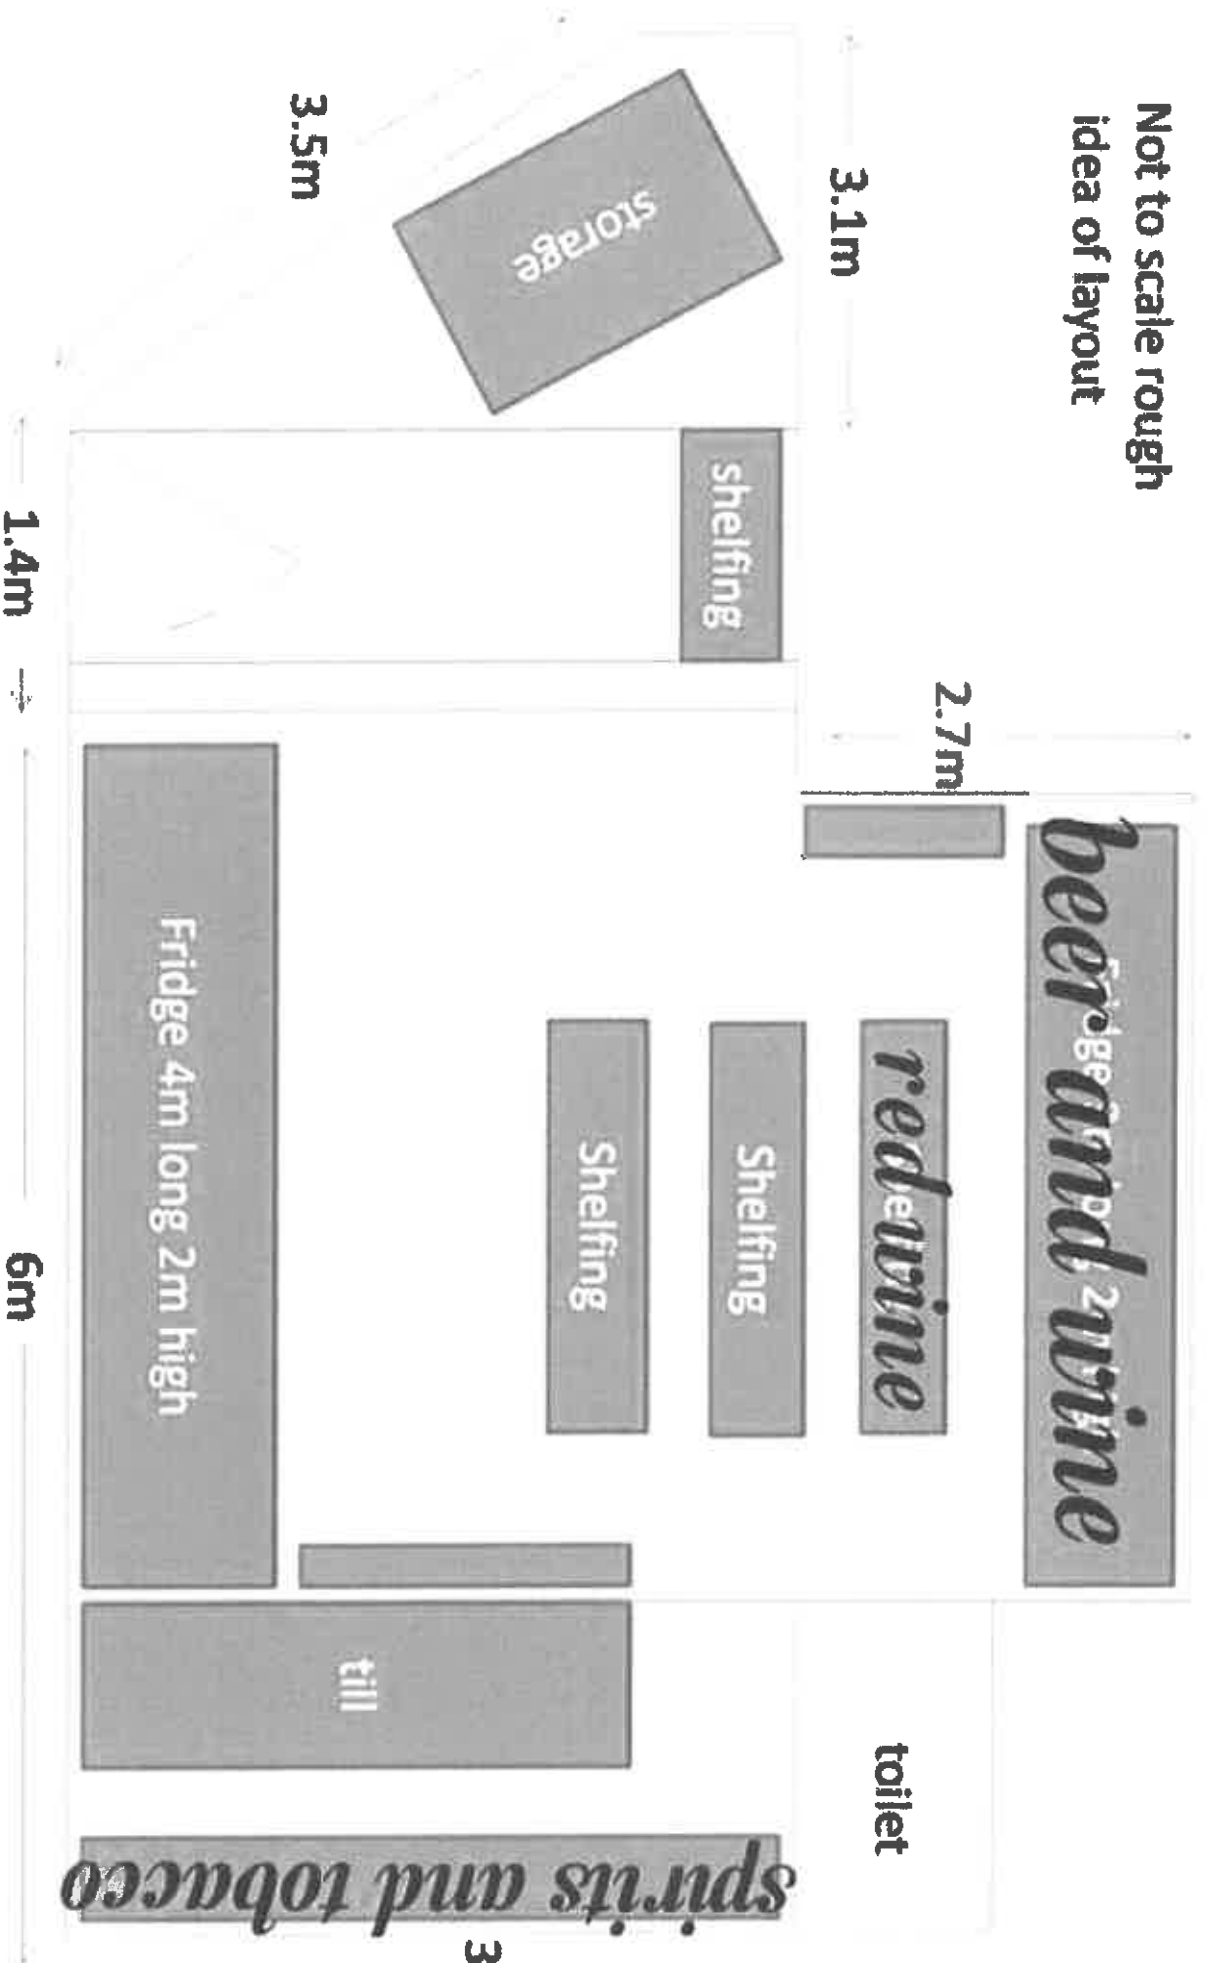 Not to scale rough
idea of layout
3.1m
3.5m
storage
shelfing
1.4m
2.7m
beer and wine
red wine
Shelfing
Shelfing
Fridge 4m long 2m high
6m
till
toilet
spirits and tobacco
3